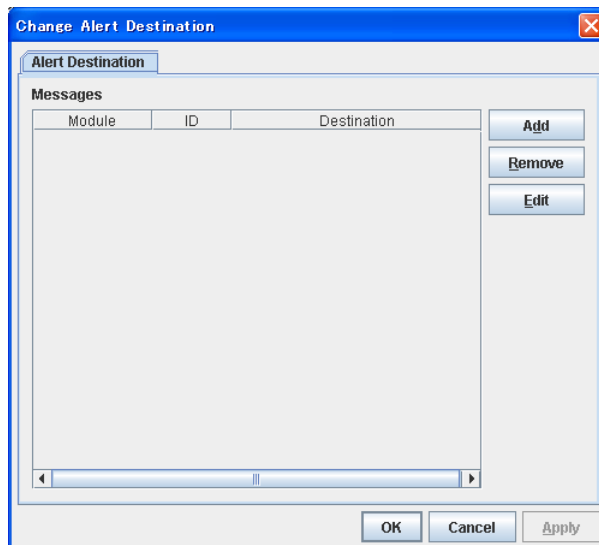 Change Alert Destination
Alert Destination
Messages
Module ID Destination
Add
Remove
Edit
OK Cancel Apply